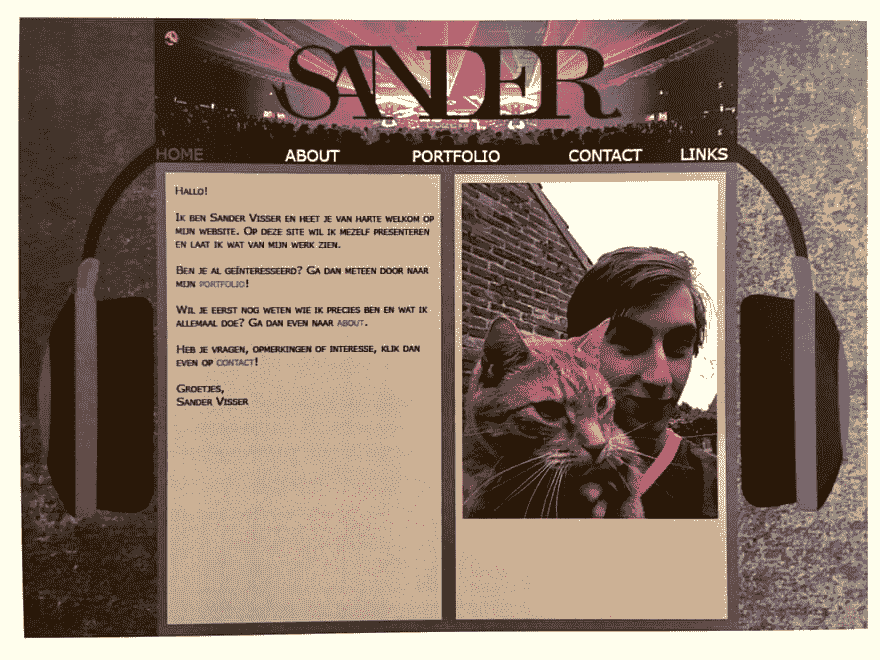 SANDER
HOME ABOUT PORTFOLIO CONTACT LINKS
Hallo!
Ik ben Sander Visser en heet je van harte welkom op
mijn website. Op deze site wil ik mezelf presenteren
en laat ik wat van mijn werk zien.
Ben je al geïnteresseerd? Ga dan meteen door naar
mijn portfolio!
Wil je eerst nog weten wie ik precies ben en wat ik
allemaal doe? Ga dan even naar about.
Heb je vragen, opmerkingen of interesse, klik dan
even op contact!
Groetjes,
Sander Visser